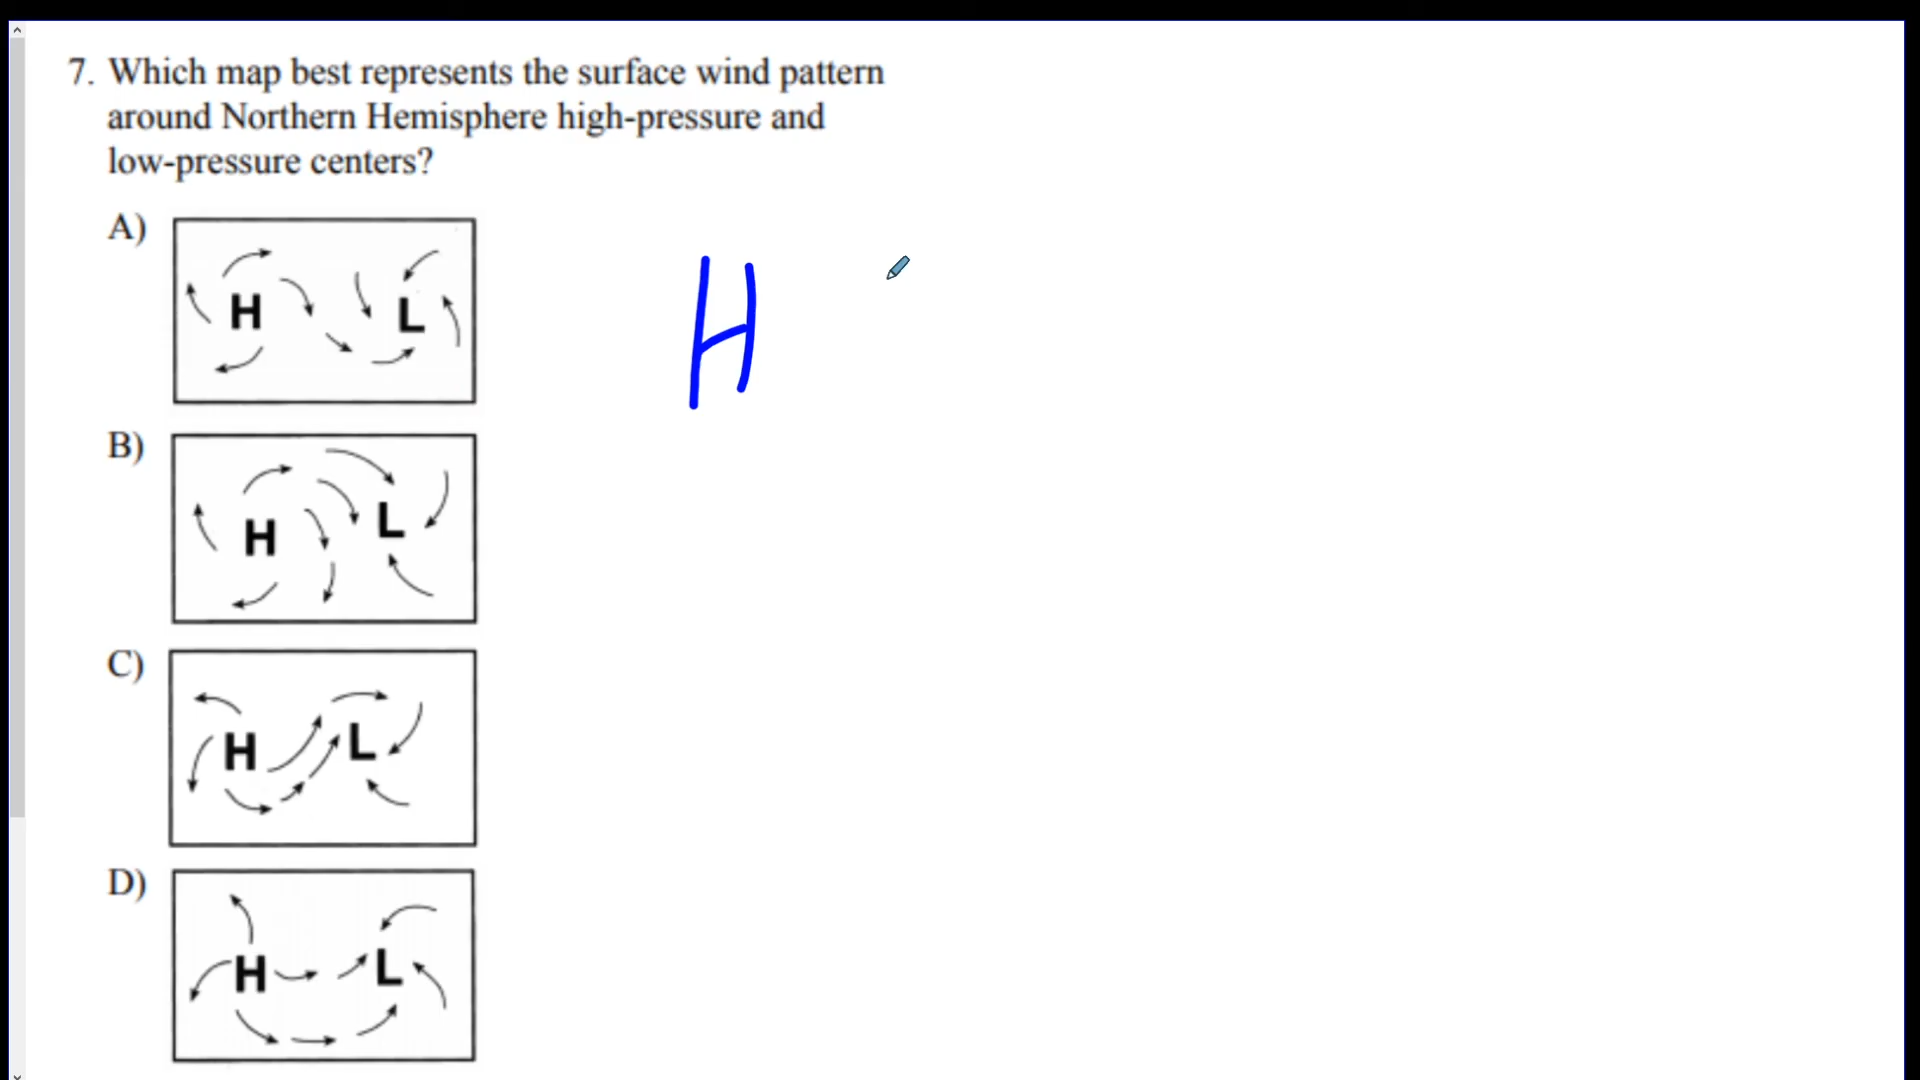 7. Which map best represents the surface wind pattern
around Northern Hemisphere high-pressure and
low-pressure centers?
A)
H L
H
B)
H L
C)
H L
D)
H L